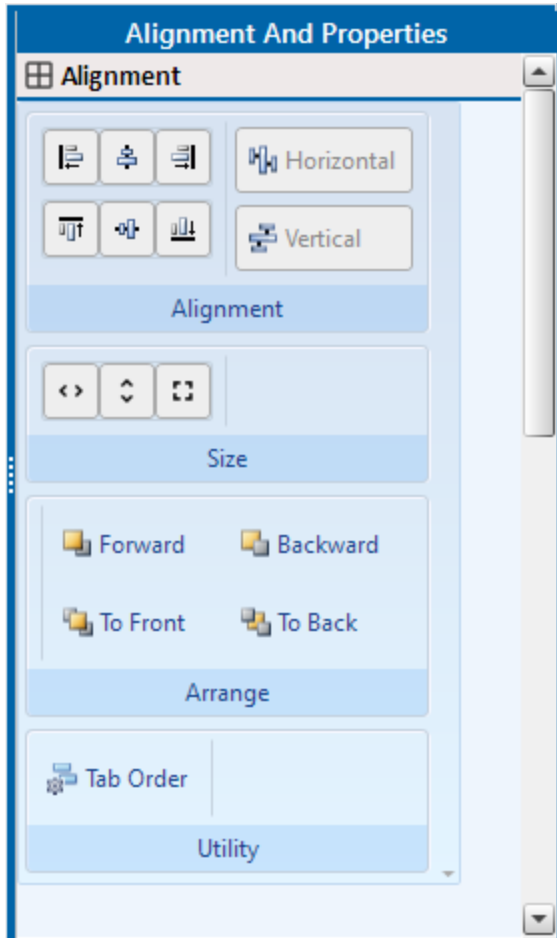 Alignment And Properties
Alignment
Horizontal
Vertical
Alignment
Size
Forward Backward
To Front To Back
Arrange
Tab Order
Utility